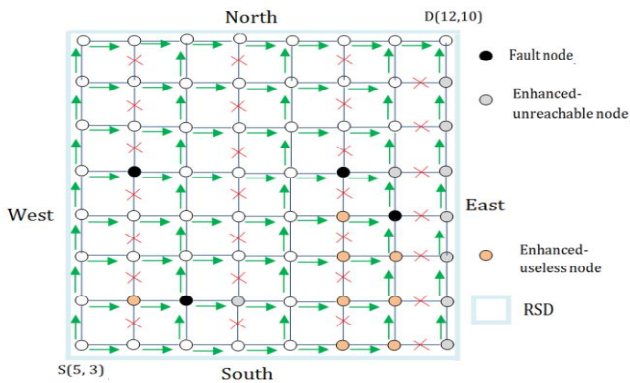 North
D(12,10)
Fault node
Enhanced-
unreachable node
West
East
Enhanced-
useless node
RSD
S(5, 3)
South